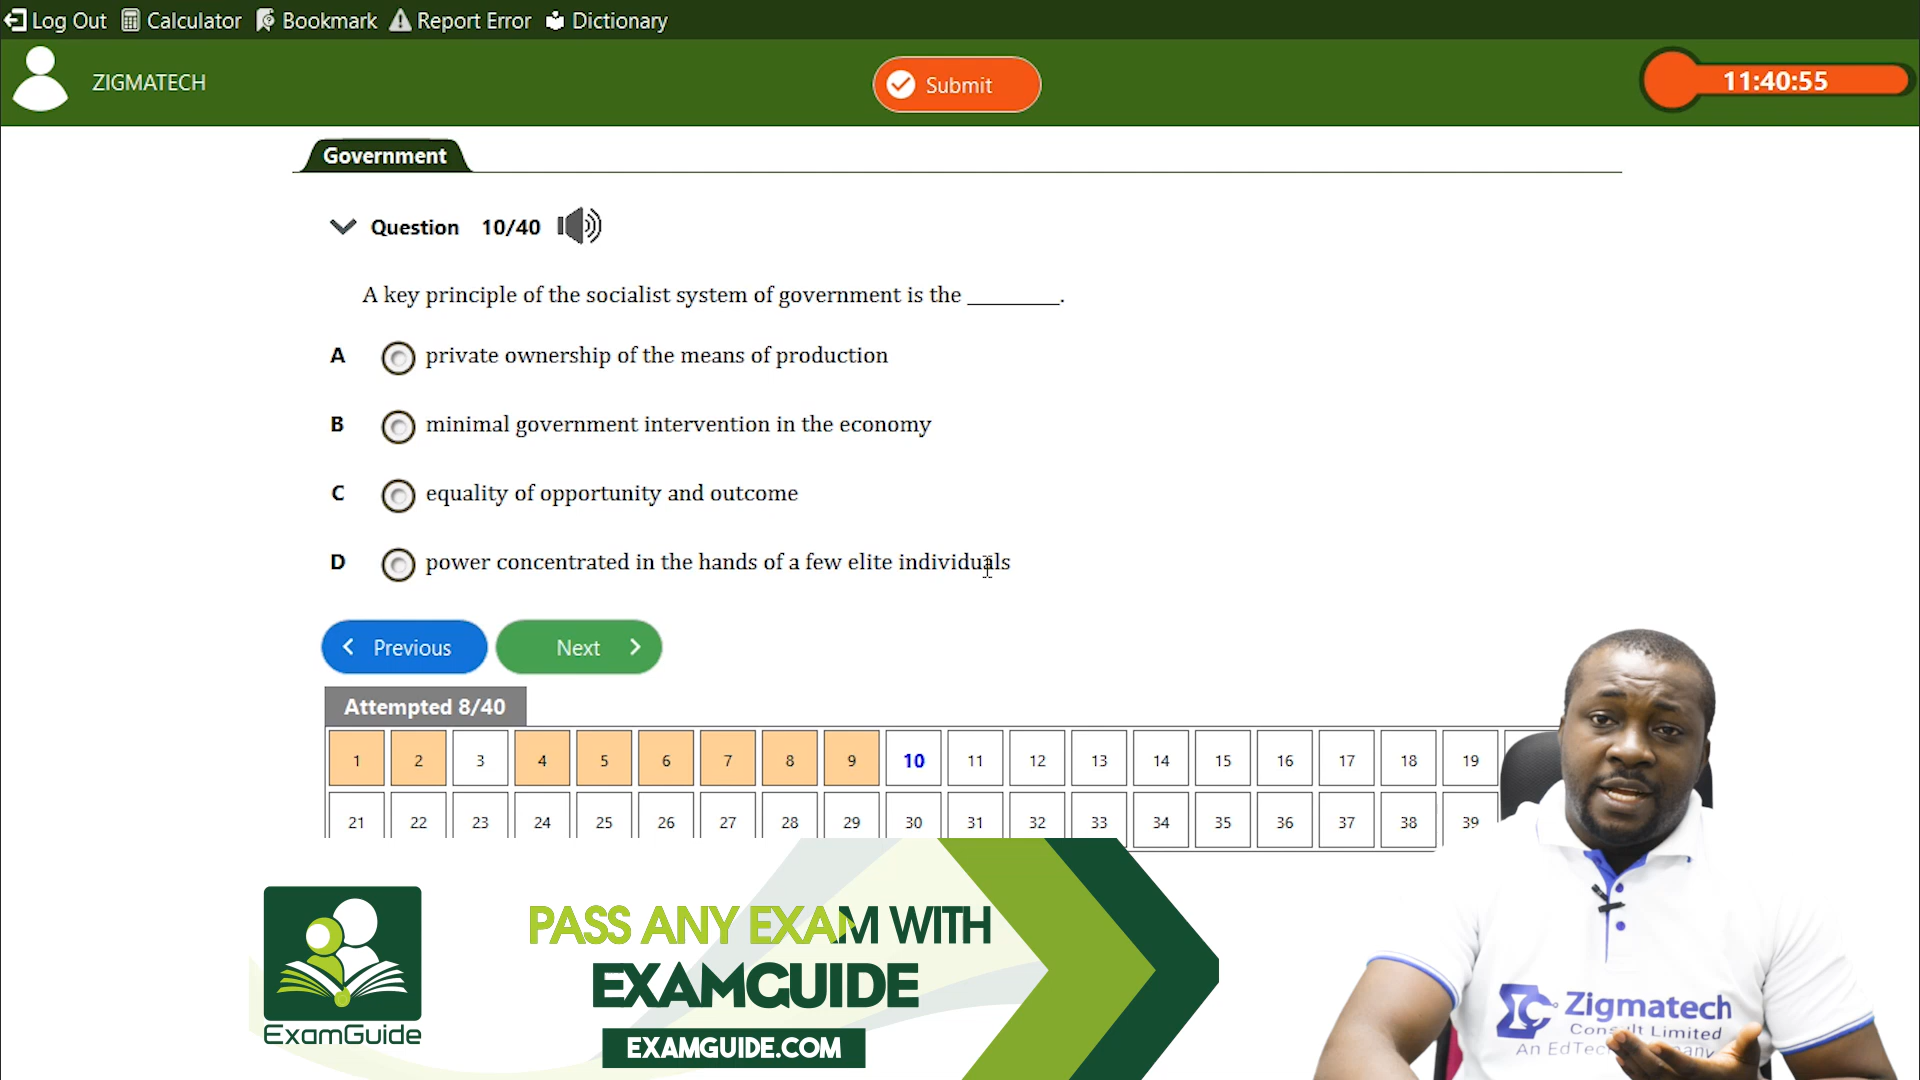 Log Out Calculator Bookmark Report Error Dictionary
ZIGMATECH
Submit
11:40:55
Government
Question 10/40
A key principle of the socialist system of government is the _________.
A private ownership of the means of production
B minimal government intervention in the economy
C equality of opportunity and outcome
D power concentrated in the hands of a few elite individuals
Previous Next
Attempted 8/40
1 2 3 4 5 6 7 8 9 10 11 12 13 14 15 16 17 18 19
21 22 23 24 25 26 27 28 29 30 31 32 33 34 35 36 37 38 39
ExamGuide
PASS ANY EXAM WITH
EXAMGUIDE
EXAMGUIDE.COM
Zigmatech
Consult Limited
An EdTech